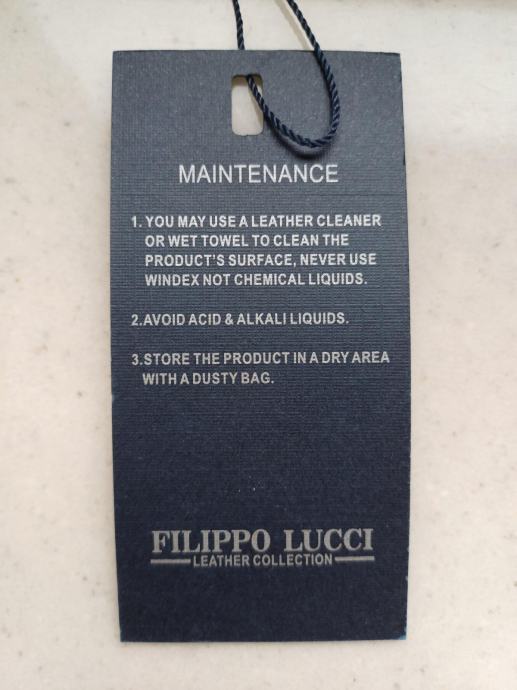 MAINTENANCE
1. YOU MAY USE A LEATHER CLEANER
OR WET TOWEL TO CLEAN THE
PRODUCT'S SURFACE, NEVER USE
WINDEX NOT CHEMICAL LIQUIDS.
2.AVOID ACID & ALKALI LIQUIDS.
3.STORE THE PRODUCT IN A DRY AREA
WITH A DUSTY BAG.
FILIPPO LUCCI
LEATHER COLLECTION